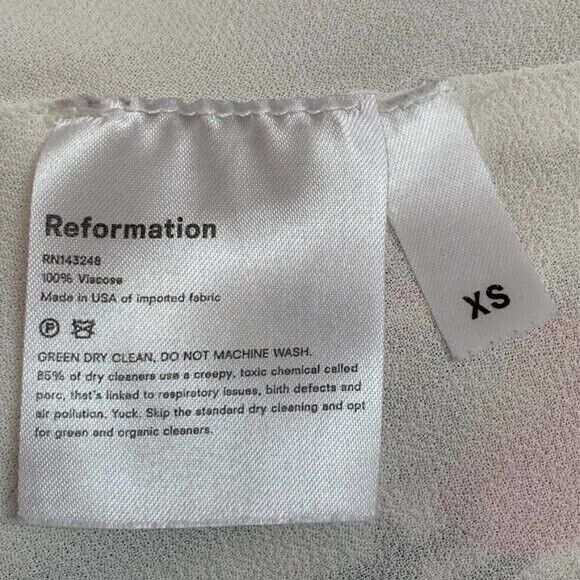 Reformation
RN143248
100% Viscose
Made in USA of imported fabric
P
GREEN DRY CLEAN, DO NOT MACHINE WASH.
85% of dry cleaners use a creepy, toxic chemical called
perc, that's linked to respiratory issues, birth defects and
air pollution. Yuck. Skip the standard dry cleaning and opt
for green and organic cleaners.
XS